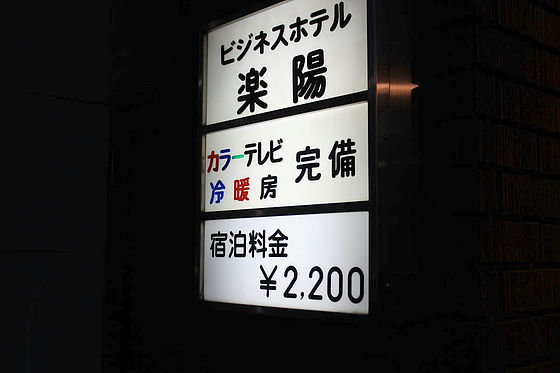 ビジネスホテル
楽陽
カラーテレビ 完備
冷暖房
宿泊料金
¥2,200